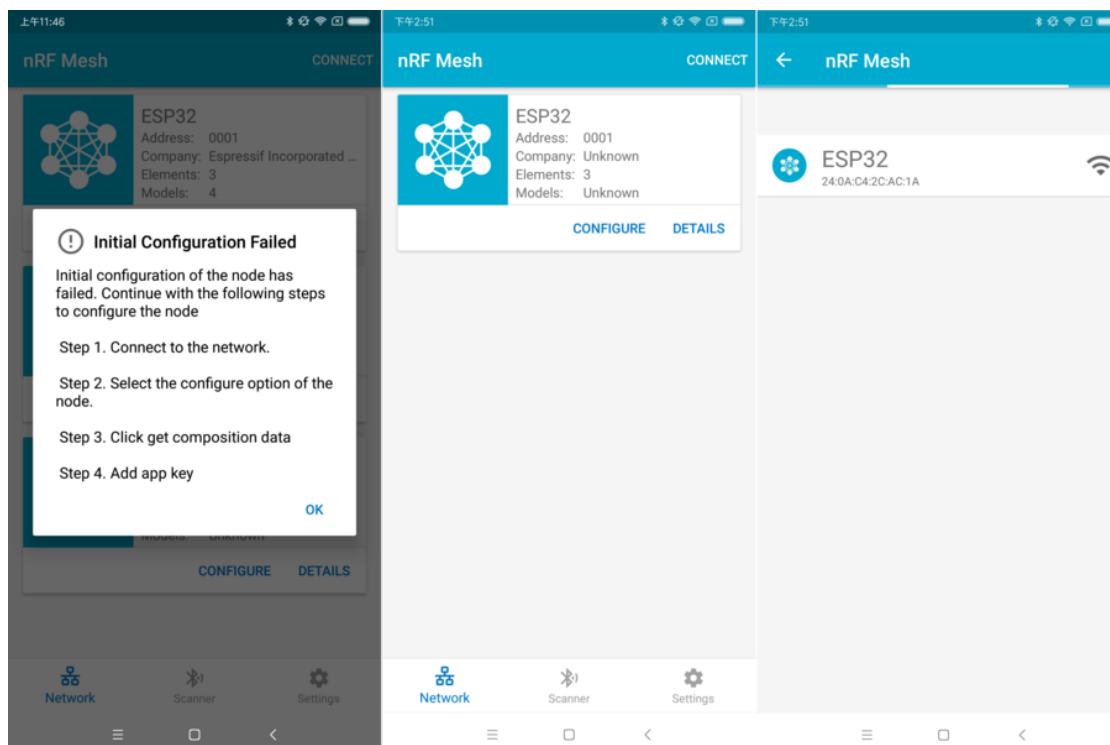 上午11:46
nRF Mesh
CONNECT
ESP32
Address: 0001
Company: Espressif Incorporated ...
Elements: 3
Models: 4
Initial Configuration Failed
Initial configuration of the node has
failed. Continue with the following steps
to configure the node
Step 1. Connect to the network.
Step 2. Select the configure option of the
node.
Step 3. Click get composition data
Step 4. Add app key
OK
Models: Unknown
CONFIGURE DETAILS
Network
Scanner
Settings
下午2:51
nRF Mesh
CONNECT
ESP32
Address: 0001
Company: Unknown
Elements: 3
Models: Unknown
CONFIGURE DETAILS
Network
Scanner
Settings
下午2:51
nRF Mesh
ESP32
24:0A:C4:2C:AC:1A